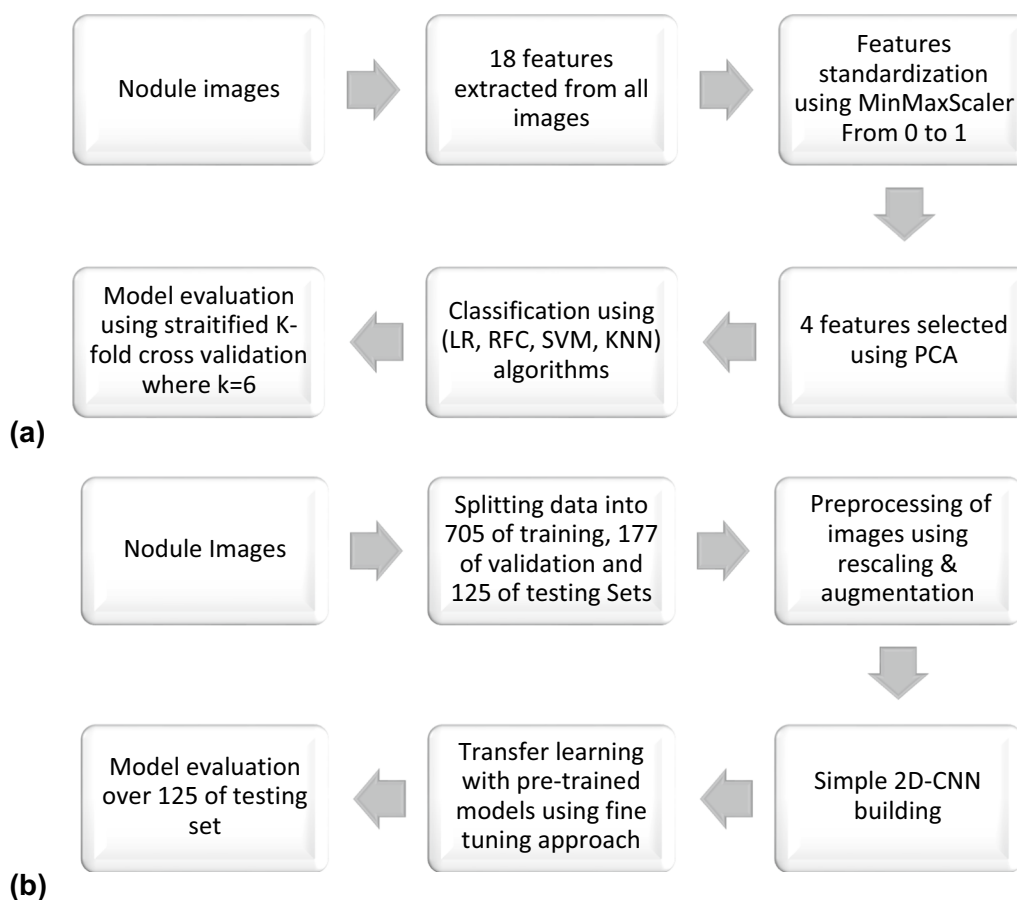 Nodule images
18 features
extracted from all
images
Features
standardization
using MinMaxScaler
From 0 to 1
4 features selected
using PCA
Classification using
(LR, RFC, SVM, KNN)
algorithms
Model evaluation
using straitified K-
fold cross validation
where k=6
(a)
Nodule Images
Splitting data into
705 of training, 177
of validation and
125 of testing Sets
Preprocessing of
images using
rescaling &
augmentation
Simple 2D-CNN
building
Transfer learning
with pre-trained
models using fine
tuning approach
Model evaluation
over 125 of testing
set
(b)